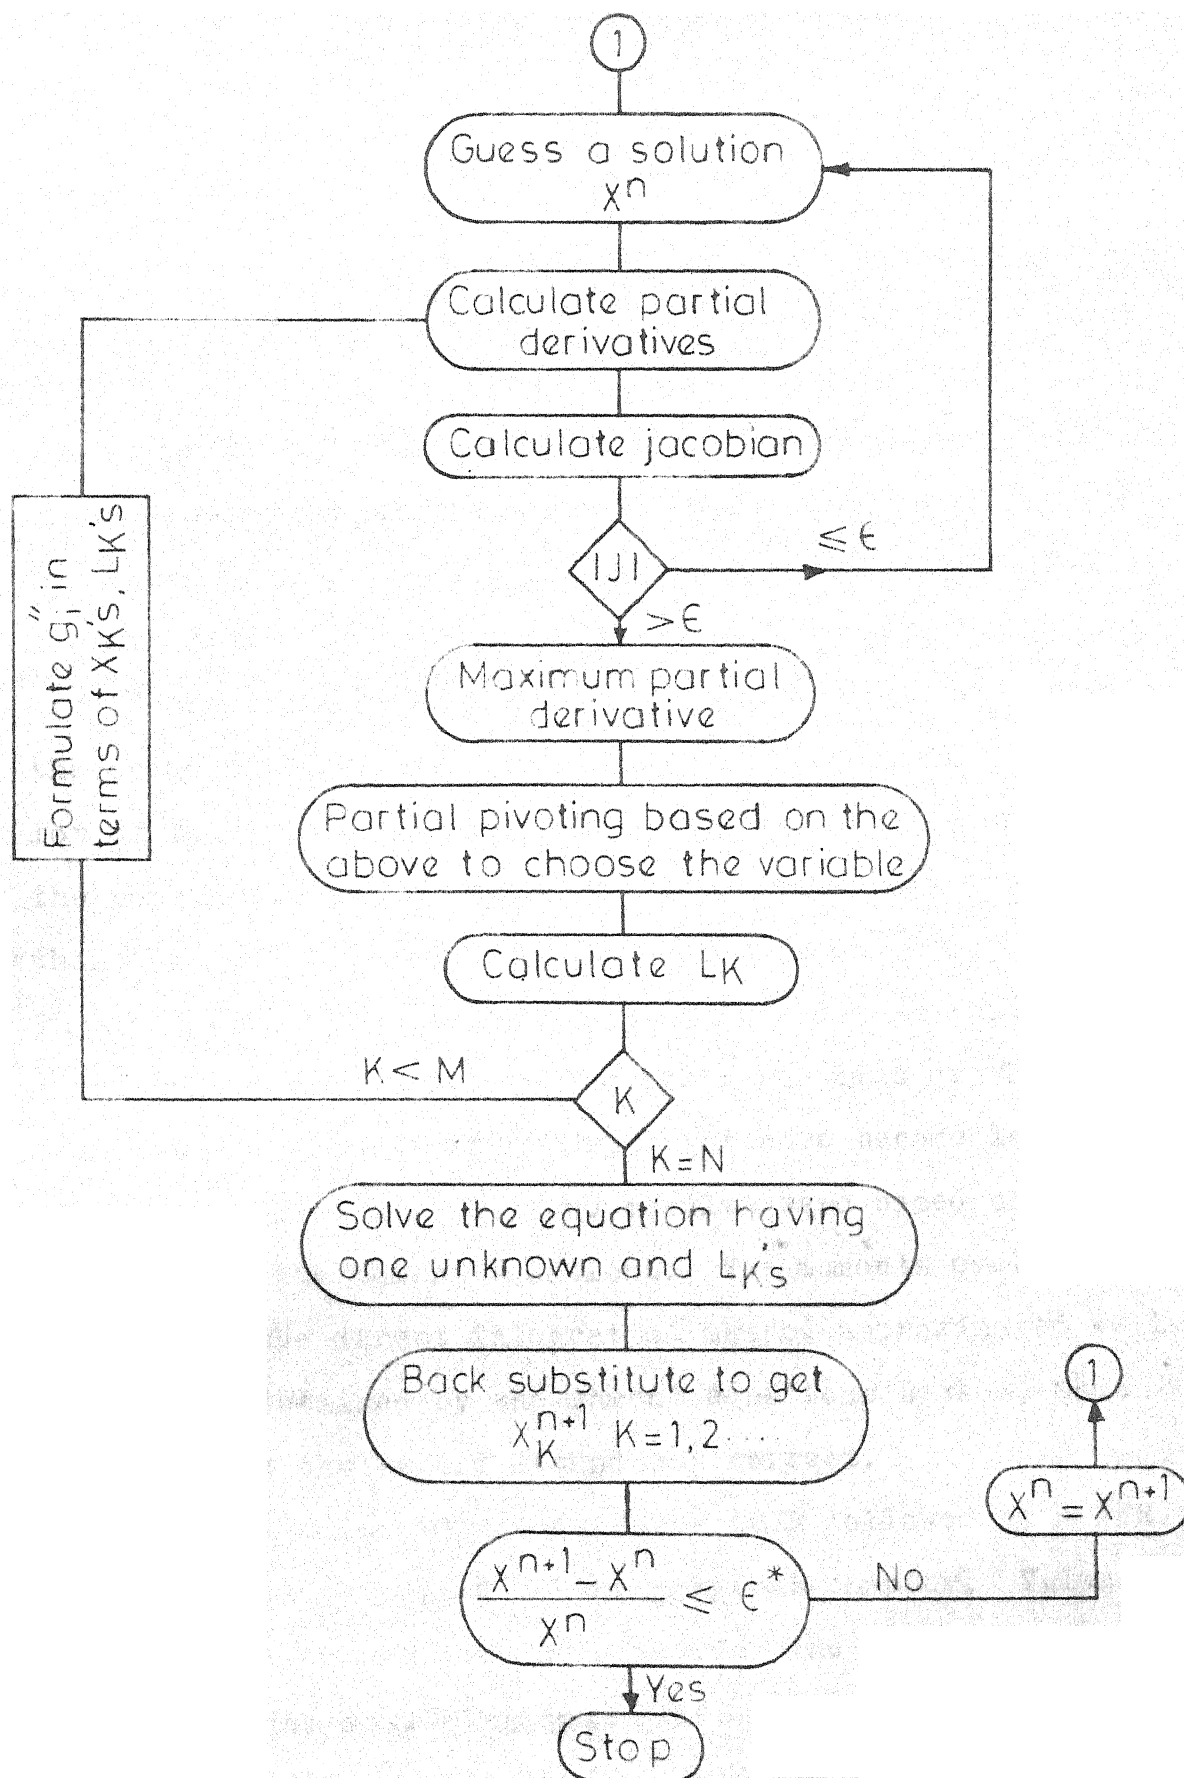 1
Guess a solution
x^n
Calculate partial
derivatives
Calculate jacobian
|J|
≤ ϵ
> ϵ
Formulate g_i'' in
terms of X_K's, L_K's
Maximum partial
derivative
Partial pivoting based on the
above to choose the variable
Calculate L_K
K < M
K
K = N
Solve the equation having
one unknown and L_K's
Back substitute to get
x_K^{n+1} K = 1, 2 ....
1
x^n = x^{n+1}
x^{n+1} - x^n
x^n
≤ ϵ*
No
Yes
Stop